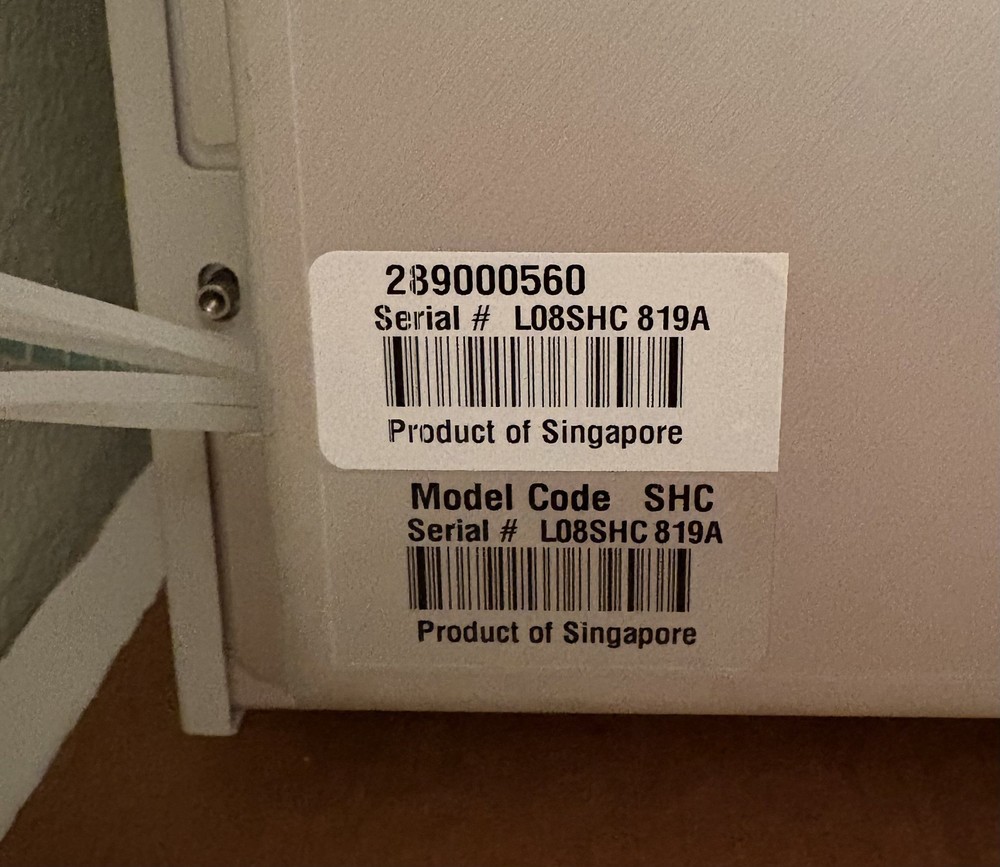 289000560
Serial # L08SHC 819A
Product of Singapore
Model Code SHC
Serial # L08SHC 819A
Product of Singapore